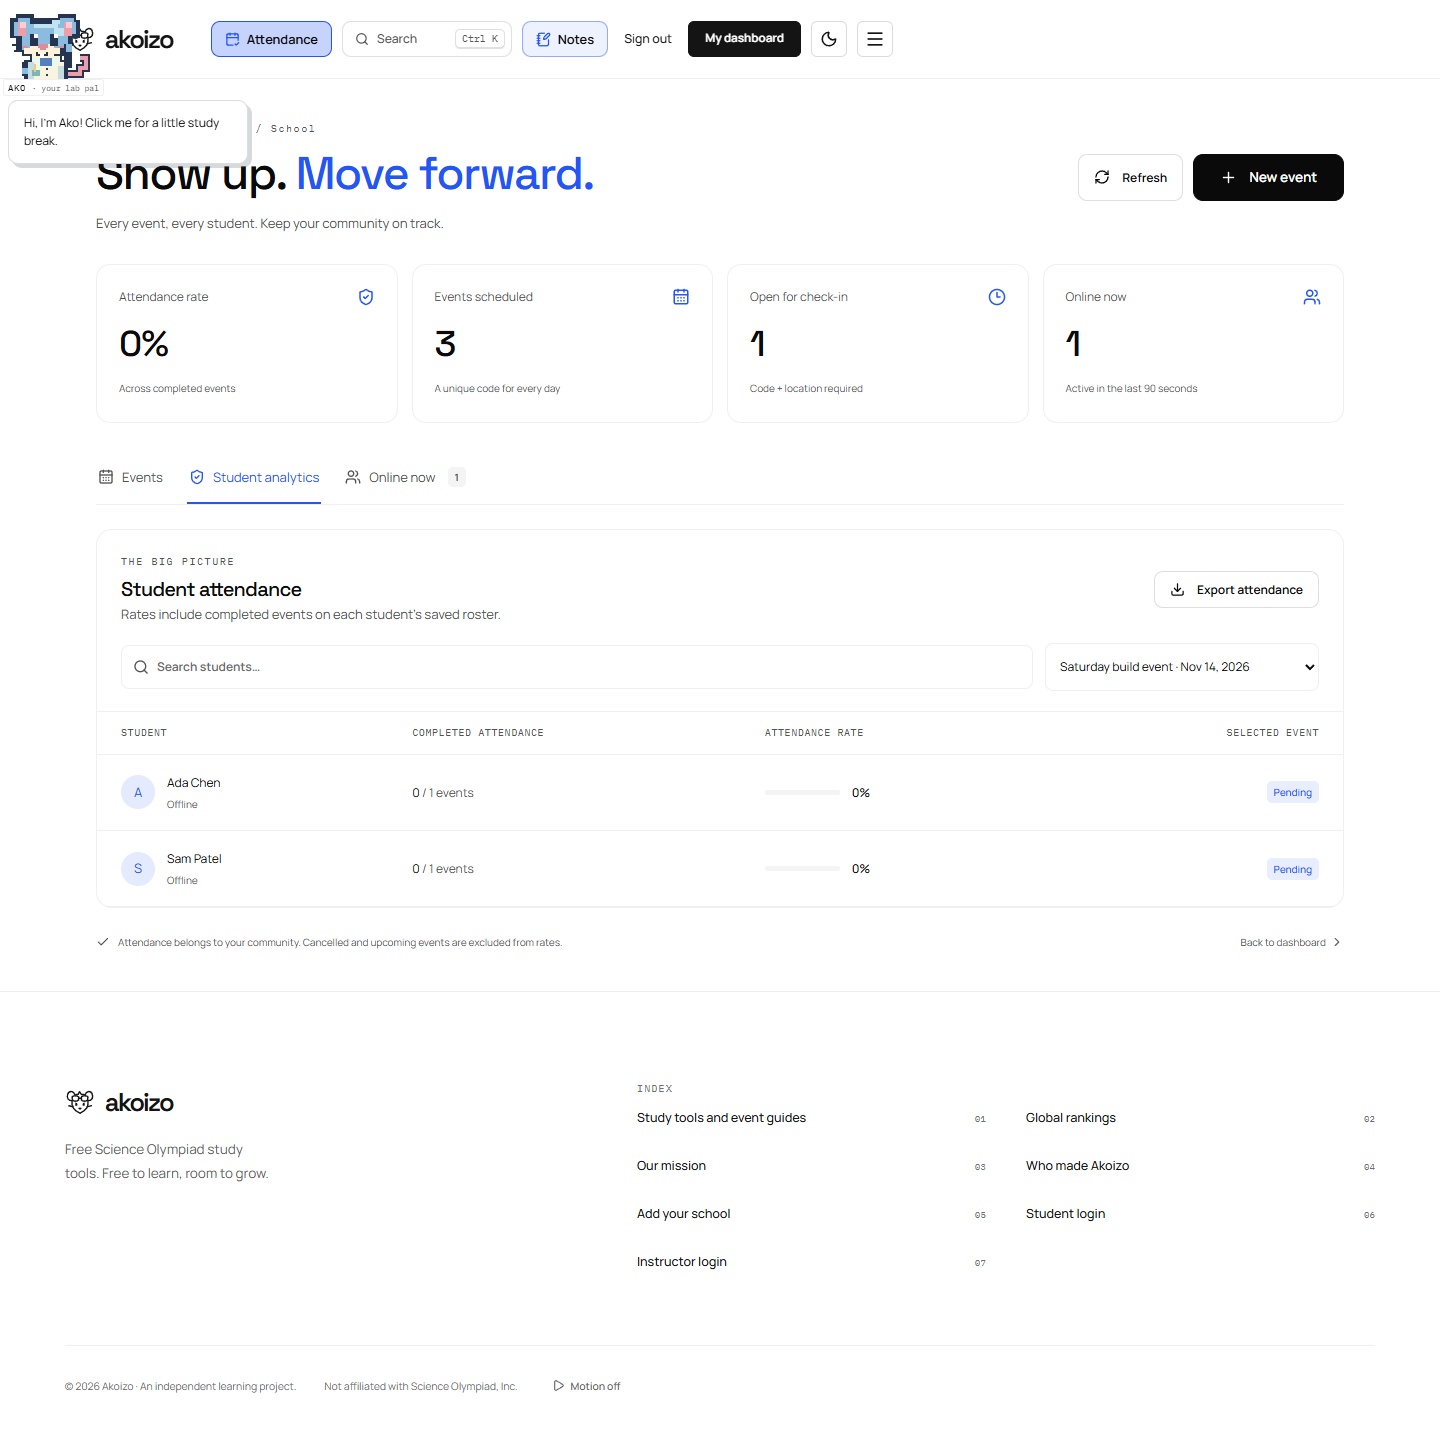 akoizo
Attendance
Search
Ctrl K
Notes
Sign out
My dashboard
AKO · your lab pal
Hi, I'm Ako! Click me for a little study
break.
/ School
Show up. Move forward.
Refresh
New event
Every event, every student. Keep your community on track.
Attendance rate
0%
Across completed events
Events scheduled
3
A unique code for every day
Open for check-in
1
Code + location required
Online now
1
Active in the last 90 seconds
Events
Student analytics
Online now
1
THE BIG PICTURE
Student attendance
Rates include completed events on each student's saved roster.
Export attendance
Search students...
Saturday build event · Nov 14, 2026
STUDENT
COMPLETED ATTENDANCE
ATTENDANCE RATE
SELECTED EVENT
A
Ada Chen
Offline
0 / 1 events
0%
Pending
S
Sam Patel
Offline
0 / 1 events
0%
Pending
Attendance belongs to your community. Cancelled and upcoming events are excluded from rates.
Back to dashboard
akoizo
Free Science Olympiad study
tools. Free to learn, room to grow.
INDEX
Study tools and event guides
01
Global rankings
02
Our mission
03
Who made Akoizo
04
Add your school
05
Student login
06
Instructor login
07
© 2026 Akoizo · An independent learning project.
Not affiliated with Science Olympiad, Inc.
Motion off